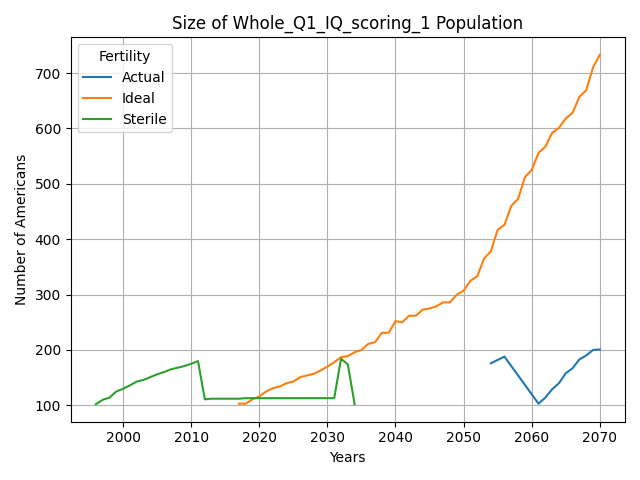 Size of Whole_Q1_IQ_scoring_1 Population
Fertility
Actual
Ideal
Sterile
Number of Americans
700
600
500
400
300
200
100
2000 2010 2020 2030 2040 2050 2060 2070
Years